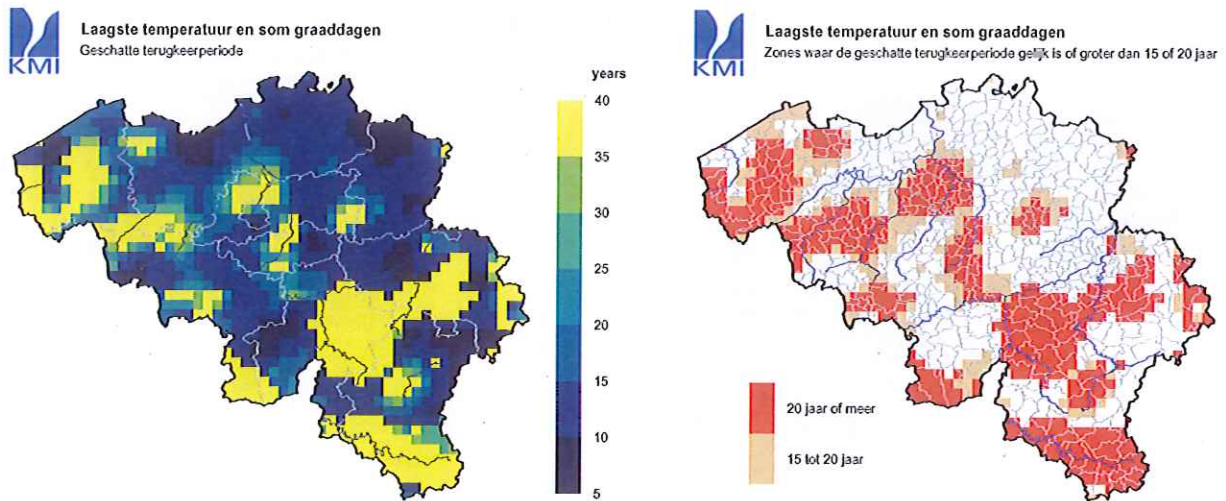 KMI
Laagste temperatuur en som graaddagen
Geschatte terugkeerperiode
years
40
35
30
25
20
15
10
5
KMI
Laagste temperatuur en som graaddagen
Zones waar de geschatte terugkeerperiode gelijk is of groter dan 15 of 20 jaar
20 jaar of meer
15 tot 20 jaar